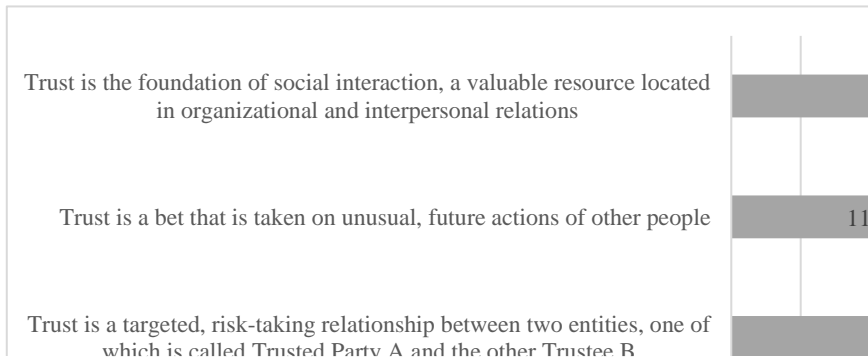 Trust is the foundation of social interaction, a valuable resource located
in organizational and interpersonal relations
Trust is a bet that is taken on unusual, future actions of other people
11
Trust is a targeted, risk-taking relationship between two entities, one of
which is called Trusted Party A and the other Trustee B